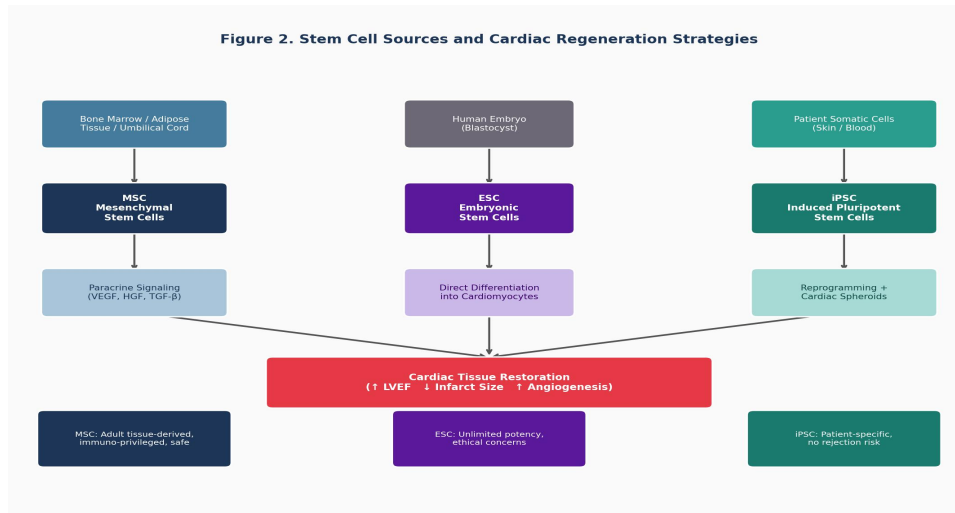 Figure 2. Stem Cell Sources and Cardiac Regeneration Strategies
Bone Marrow / Adipose
Tissue / Umbilical Cord
Human Embryo
(Blastocyst)
Patient Somatic Cells
(Skin / Blood)
MSC
Mesenchymal
Stem Cells
ESC
Embryonic
Stem Cells
iPSC
Induced Pluripotent
Stem Cells
Paracrine Signaling
(VEGF, HGF, TGF-β)
Direct Differentiation
into Cardiomyocytes
Reprogramming +
Cardiac Spheroids
Cardiac Tissue Restoration
(↑ LVEF ↓ Infarct Size ↑ Angiogenesis)
MSC: Adult tissue-derived,
immuno-privileged, safe
ESC: Unlimited potency,
ethical concerns
iPSC: Patient-specific,
no rejection risk